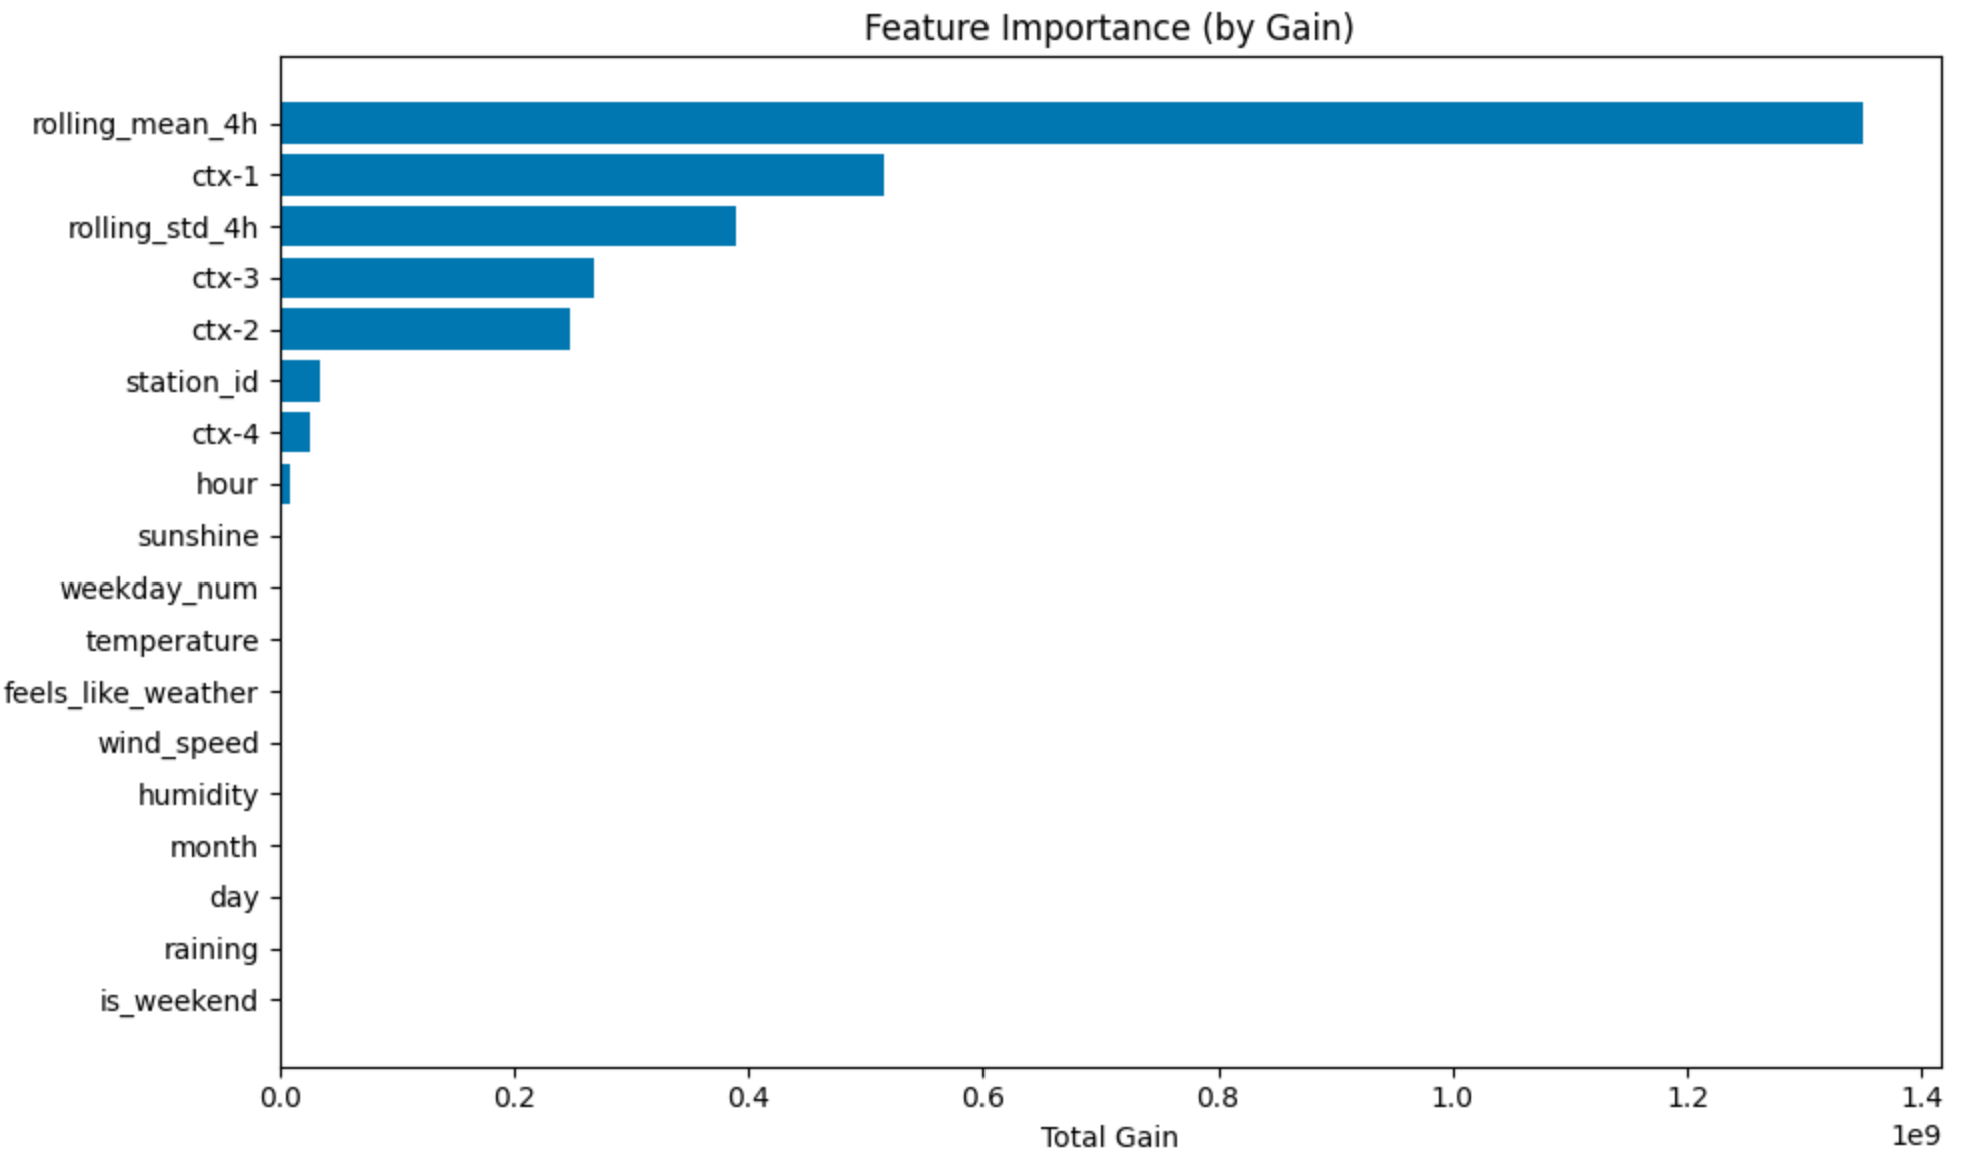 Feature Importance (by Gain)
rolling_mean_4h
ctx-1
rolling_std_4h
ctx-3
ctx-2
station_id
ctx-4
hour
sunshine
weekday_num
temperature
feels_like_weather
wind_speed
humidity
month
day
raining
is_weekend
0.0 0.2 0.4 0.6 0.8 1.0 1.2 1.4
Total Gain 1e9